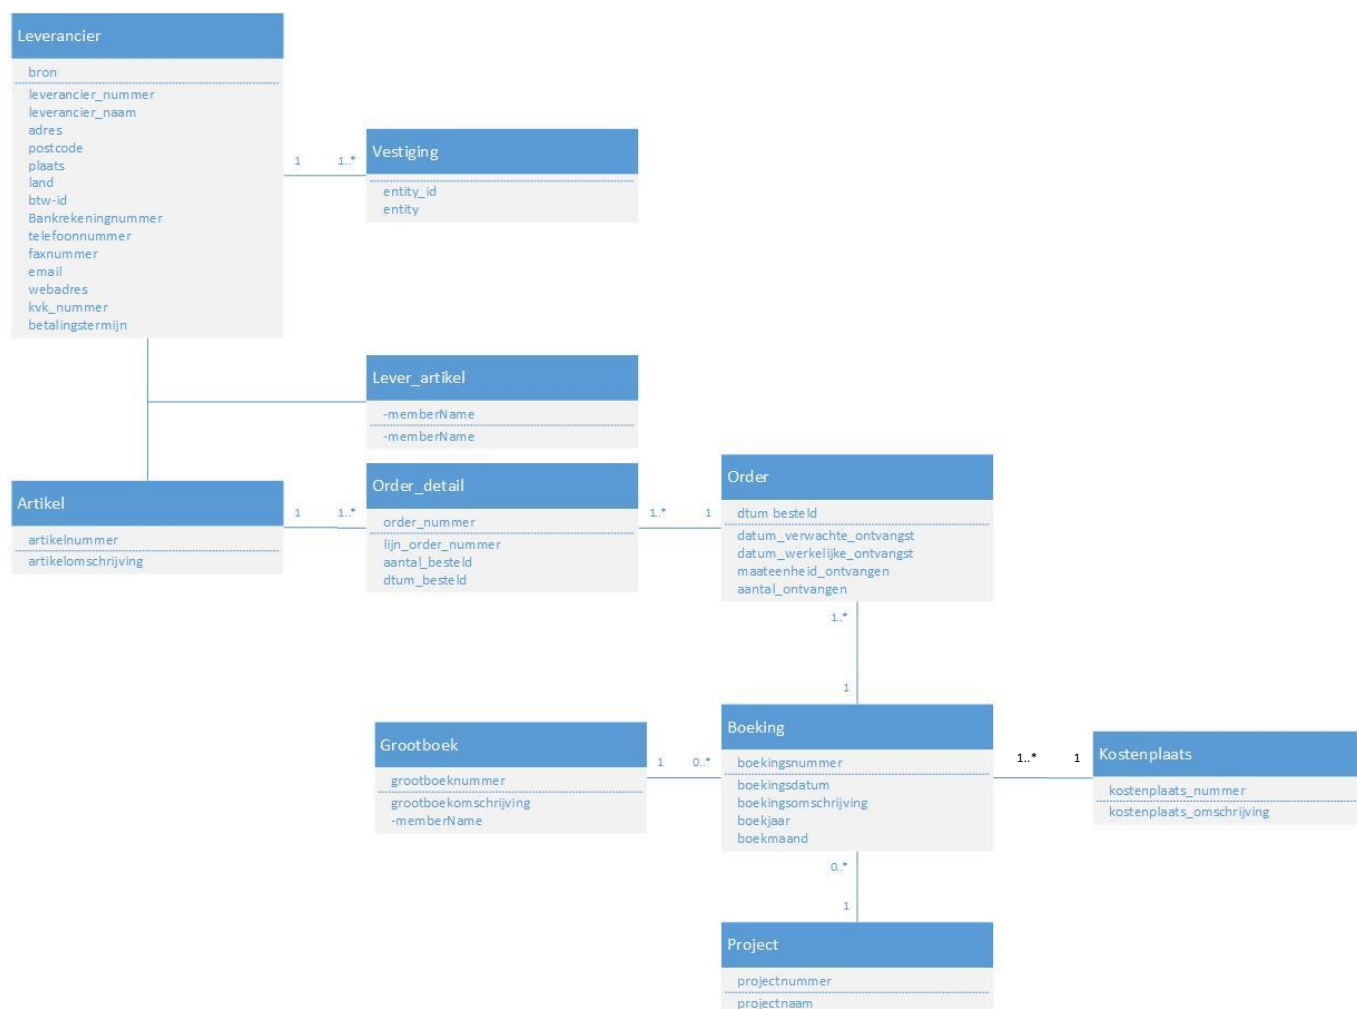 Leverancier
bron
leverancier_nummer
leverancier_naam
adres
postcode
plaats
land
btw-id
Bankrekeningnummer
telefoonnummer
faxnummer
email
webadres
kvk_nummer
betalingstermijn
1 1..*
Vestiging
entity_id
entity
Lever_artikel
-memberName
-memberName
Artikel
artikelnummer
artikelomschrijving
1 1..*
Order_detail
order_nummer
lijn_order_nummer
aantal_besteld
dtum_besteld
1..* 1
Order
dtum besteld
datum_verwachte_ontvangst
datum_werkelijke_ontvangst
maateenheid_ontvangen
aantal_ontvangen
1..*
1
Grootboek
grootboeknummer
grootboekomschrijving
-memberName
1 0..*
Boeking
boekingsnummer
boekingsdatum
boekingsomschrijving
boekjaar
boekmaand
1..* 1
Kostenplaats
kostenplaats_nummer
kostenplaats_omschrijving
0..*
1
Project
projectnummer
projectnaam